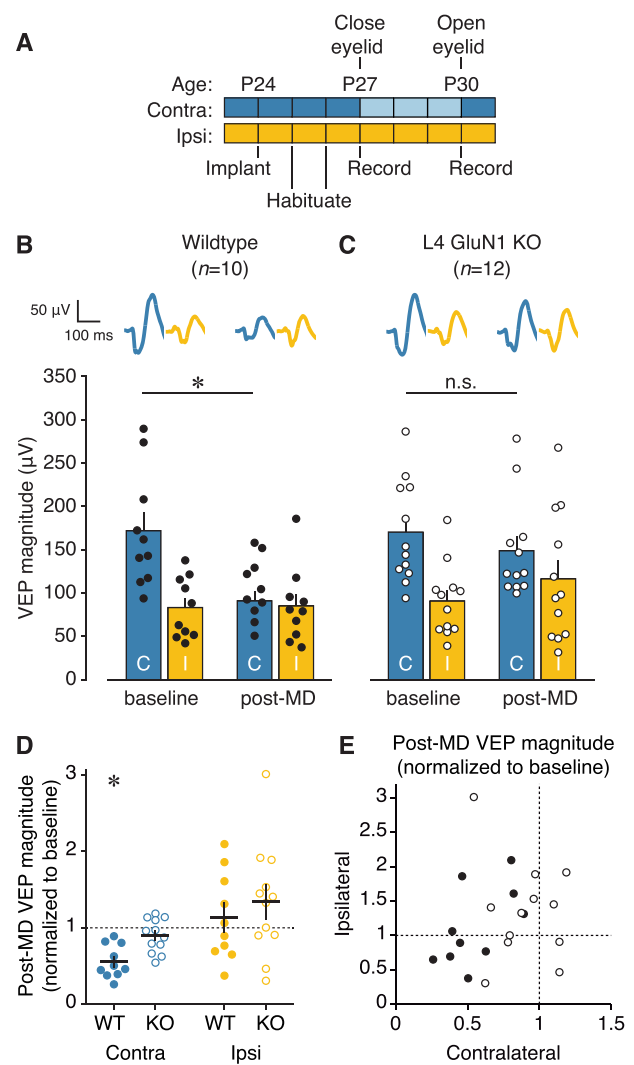 A
Close eyelid
Open eyelid
Age: P24 P27 P30
Contra:
Ipsi:
Implant
Record
Record
Habituate
B
Wildtype
(n=10)
C
L4 GluN1 KO
(n=12)
50 µV
100 ms
VEP magnitude (µV)
350
300
250
200
150
100
50
0
*
n.s.
C I C I
C I C I
baseline post-MD
baseline post-MD
D
Post-MD VEP magnitude
(normalized to baseline)
3
2
1
0
*
WT KO WT KO
Contra Ipsi
E
Post-MD VEP magnitude
(normalized to baseline)
Ipsilateral
3
2.5
2
1.5
1
0.5
0
0 0.5 1 1.5
Contralateral